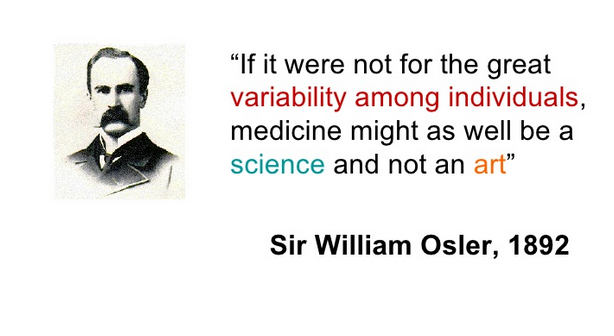 “If it were not for the great
variability among individuals,
medicine might as well be a
science and not an art”
Sir William Osler, 1892